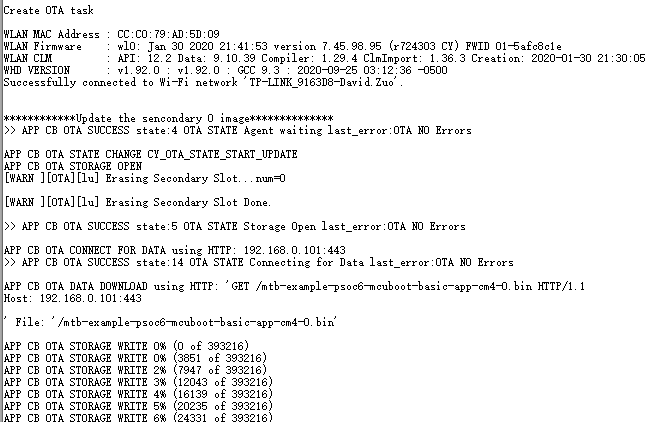 Create OTA task
WLAN MAC Address : CC:C0:79:AD:5D:09
WLAN Firmware : wl0: Jan 30 2020 21:41:53 version 7.45.98.95 (r724303 CY) FWID 01-5afc8c1e
WLAN CLM : API: 12.2 Data: 9.10.39 Compiler: 1.29.4 ClmImport: 1.36.3 Creation: 2020-01-30 21:30:05
WHD VERSION : v1.92.0 : v1.92.0 : GCC 9.3 : 2020-09-25 03:12:36 -0500
Successfully connected to Wi-Fi network 'TP-LINK_9163D8-David.Zuo'.
************Update the sencondary 0 image**************
>> APP CB OTA SUCCESS state:4 OTA STATE Agent waiting last_error:OTA NO Errors
APP CB OTA STATE CHANGE CY_OTA_STATE_START_UPDATE
APP CB OTA STORAGE OPEN
[WARN ][OTA][lu] Erasing Secondary Slot...num=0
[WARN ][OTA][lu] Erasing Secondary Slot Done.
>> APP CB OTA SUCCESS state:5 OTA STATE Storage Open last_error:OTA NO Errors
APP CB OTA CONNECT FOR DATA using HTTP: 192.168.0.101:443
>> APP CB OTA SUCCESS state:14 OTA STATE Connecting for Data last_error:OTA NO Errors
APP CB OTA DATA DOWNLOAD using HTTP: 'GET /mtb-example-psoc6-mcuboot-basic-app-cm4-0.bin HTTP/1.1
Host: 192.168.0.101:443
' File: '/mtb-example-psoc6-mcuboot-basic-app-cm4-0.bin'
APP CB OTA STORAGE WRITE 0% (0 of 393216)
APP CB OTA STORAGE WRITE 0% (3851 of 393216)
APP CB OTA STORAGE WRITE 2% (7947 of 393216)
APP CB OTA STORAGE WRITE 3% (12043 of 393216)
APP CB OTA STORAGE WRITE 4% (16139 of 393216)
APP CB OTA STORAGE WRITE 5% (20235 of 393216)
APP CB OTA STORAGE WRITE 6% (24331 of 393216)